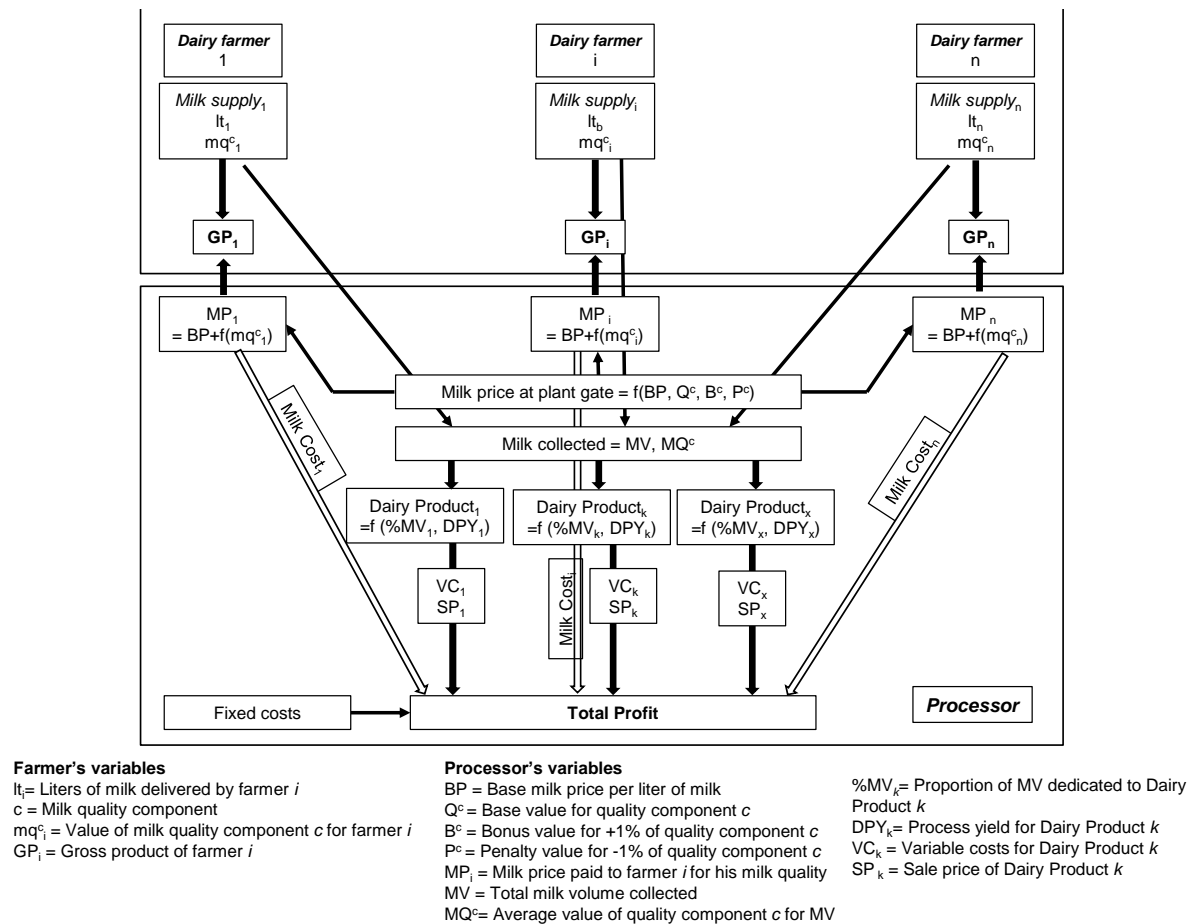 Dairy farmer
1
Dairy farmer
i
Dairy farmer
n
Milk supply₁
lt₁
mqᶜ₁
Milk supplyᵢ
lt_b
mqᶜᵢ
Milk supplyₙ
ltₙ
mqᶜₙ
GP₁
GPᵢ
GPₙ
MP₁
= BP+f(mqᶜ₁)
MPᵢ
= BP+f(mqᶜᵢ)
MPₙ
= BP+f(mqᶜₙ)
Milk price at plant gate = f(BP, Qᶜ, Bᶜ, Pᶜ)
Milk collected = MV, MQᶜ
Milk Cost₁
Milk Costᵢ
Milk Costₙ
Dairy Product₁
=f (%MV₁, DPY₁)
Dairy Productₖ
=f (%MVₖ, DPYₖ)
Dairy Productₓ
=f (%MVₓ, DPYₓ)
VC₁
SP₁
VCₖ
SPₖ
VCₓ
SPₓ
Fixed costs
Total Profit
Processor
Farmer's variables
ltᵢ= Liters of milk delivered by farmer i
c = Milk quality component
mqᶜᵢ = Value of milk quality component c for farmer i
GPᵢ = Gross product of farmer i
Processor's variables
BP = Base milk price per liter of milk
Qᶜ = Base value for quality component c
Bᶜ = Bonus value for +1% of quality component c
Pᶜ = Penalty value for -1% of quality component c
MPᵢ = Milk price paid to farmer i for his milk quality
MV = Total milk volume collected
MQᶜ= Average value of quality component c for MV
%MVₖ= Proportion of MV dedicated to Dairy
Product k
DPYₖ= Process yield for Dairy Product k
VCₖ = Variable costs for Dairy Product k
SPₖ = Sale price of Dairy Product k